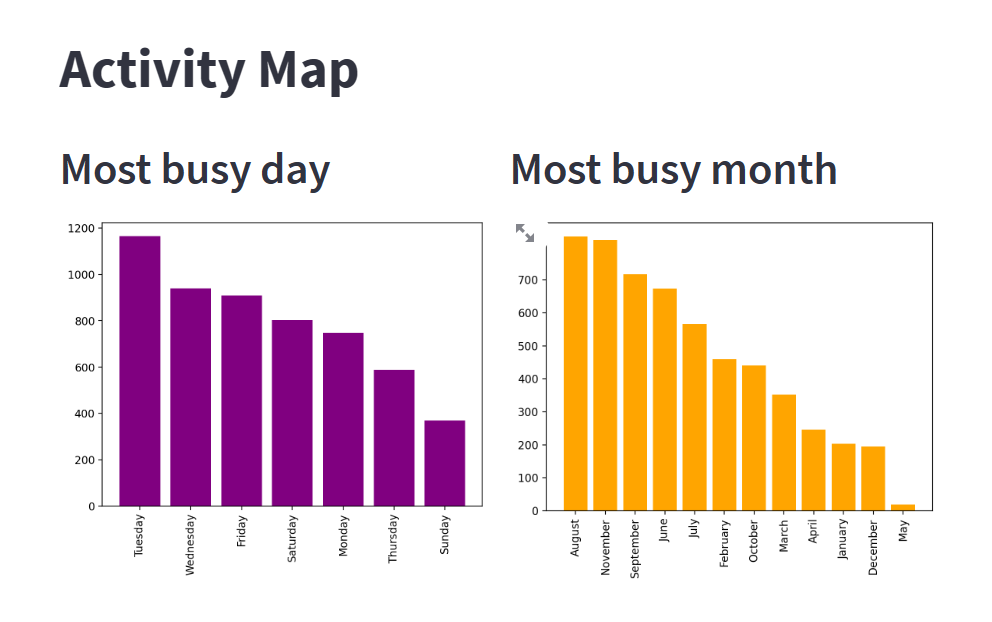 Activity Map
Most busy day
Most busy month
1200
1000
800
600
400
200
0
Tuesday
Wednesday
Friday
Saturday
Monday
Thursday
Sunday
700
600
500
400
300
200
100
0
August
November
September
June
July
February
October
March
April
January
December
May